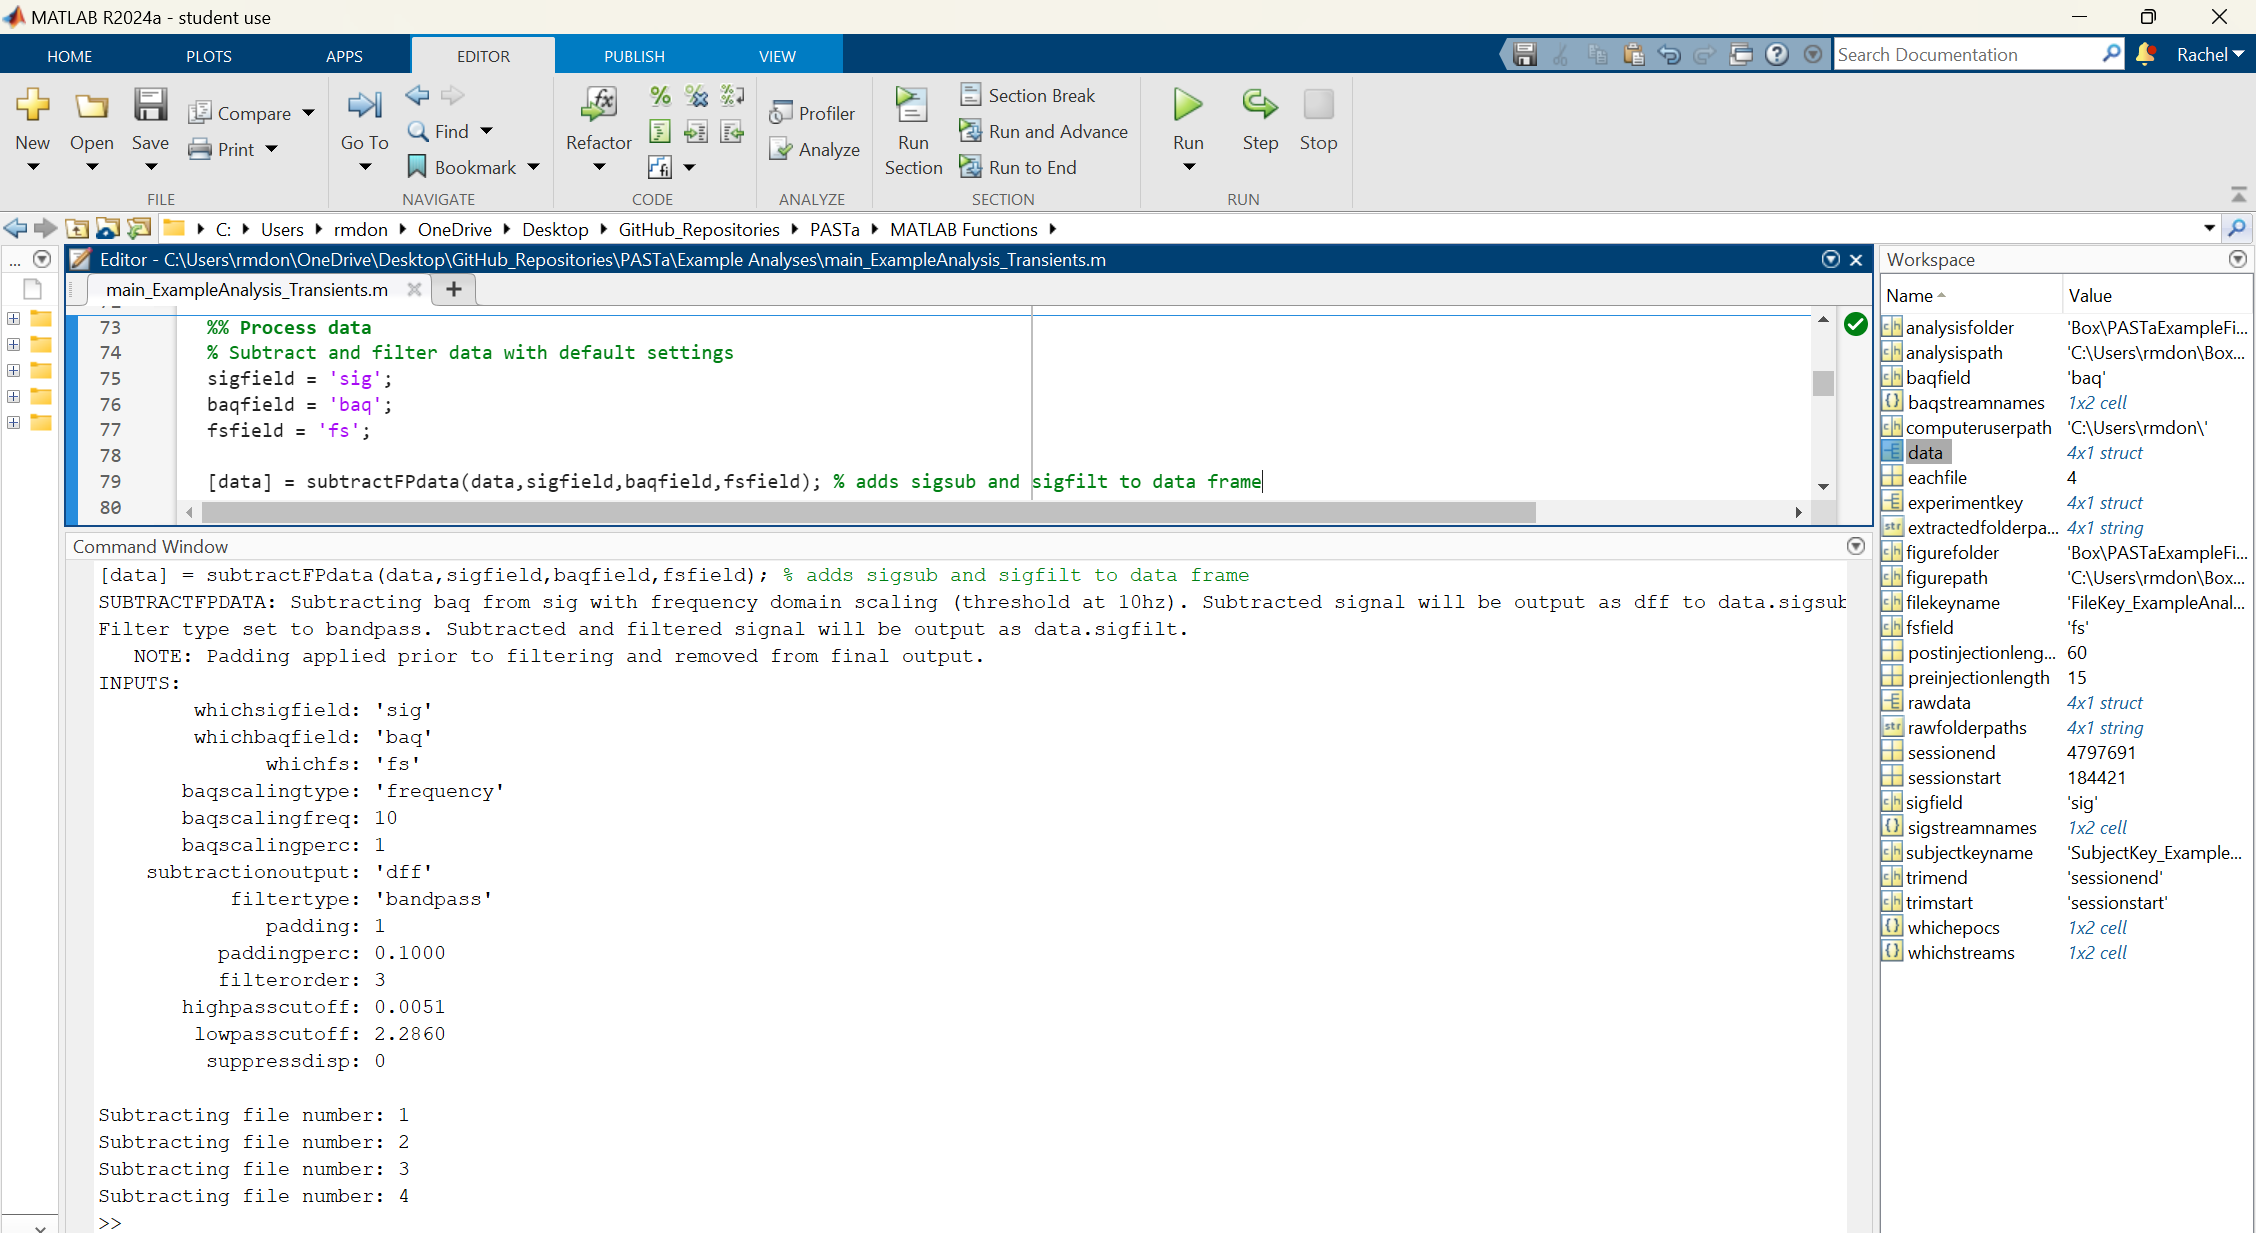 MATLAB R2024a - student use
HOME PLOTS APPS EDITOR PUBLISH VIEW Search Documentation Rachel
New Open Save Compare Print
FILE
Go To Find Bookmark
NAVIGATE
Refactor
CODE
Profiler
Analyze
ANALYZE
Run Section Section Break
Run and Advance
Run to End
SECTION
Run Step Stop
RUN
C: Users rmdon OneDrive Desktop GitHub_Repositories PASTa MATLAB Functions
...
Editor - C:\Users\rmdon\OneDrive\Desktop\GitHub_Repositories\PASTa\Example Analyses\main_ExampleAnalysis_Transients.m
main_ExampleAnalysis_Transients.m
73 %% Process data
74 % Subtract and filter data with default settings
75 sigfield = 'sig';
76 baqfield = 'baq';
77 fsfield = 'fs';
78
79 [data] = subtractFPdata(data,sigfield,baqfield,fsfield); % adds sigsub and sigfilt to data frame
80
Command Window
[data] = subtractFPdata(data,sigfield,baqfield,fsfield); % adds sigsub and sigfilt to data frame
SUBTRACTFPDATA: Subtracting baq from sig with frequency domain scaling (threshold at 10hz). Subtracted signal will be output as dff to data.sigsub
Filter type set to bandpass. Subtracted and filtered signal will be output as data.sigfilt.
NOTE: Padding applied prior to filtering and removed from final output.
INPUTS:
whichsigfield: 'sig'
whichbaqfield: 'baq'
whichfs: 'fs'
baqscalingtype: 'frequency'
baqscalingfreq: 10
baqscalingperc: 1
subtractionoutput: 'dff'
filtertype: 'bandpass'
padding: 1
paddingperc: 0.1000
filterorder: 3
highpasscutoff: 0.0051
lowpasscutoff: 2.2860
suppressdisp: 0
Subtracting file number: 1
Subtracting file number: 2
Subtracting file number: 3
Subtracting file number: 4
>>
Workspace
Name Value
analysisfolder 'Box\PASTaExampleFi...
analysispath 'C:\Users\rmdon\Box...
baqfield 'baq'
baqstreamnames 1x2 cell
computeruserpath 'C:\Users\rmdon\'
data 4x1 struct
eachfile 4
experimentkey 4x1 struct
extractedfolderpa... 4x1 string
figurefolder 'Box\PASTaExampleFi...
figurepath 'C:\Users\rmdon\Box...
filekeyname 'FileKey_ExampleAnal...
fsfield 'fs'
postinjectionleng... 60
preinjectionlength 15
rawdata 4x1 struct
rawfolderpaths 4x1 string
sessionend 4797691
sessionstart 184421
sigfield 'sig'
sigstreamnames 1x2 cell
subjectkeyname 'SubjectKey_Example...
trimend 'sessionend'
trimstart 'sessionstart'
whichepocs 1x2 cell
whichstreams 1x2 cell